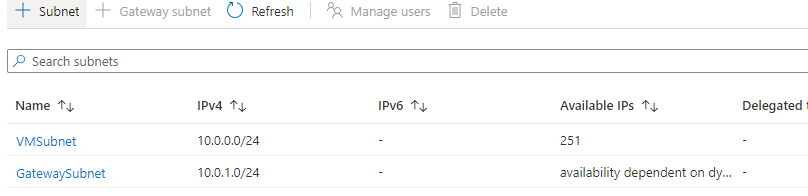 + Subnet + Gateway subnet Refresh Manage users Delete
Search subnets
Name ↑↓ IPv4 ↑↓ IPv6 ↑↓ Available IPs ↑↓ Delegated t
VMSubnet 10.0.0.0/24 - 251 -
GatewaySubnet 10.0.1.0/24 - availability dependent on dy... -